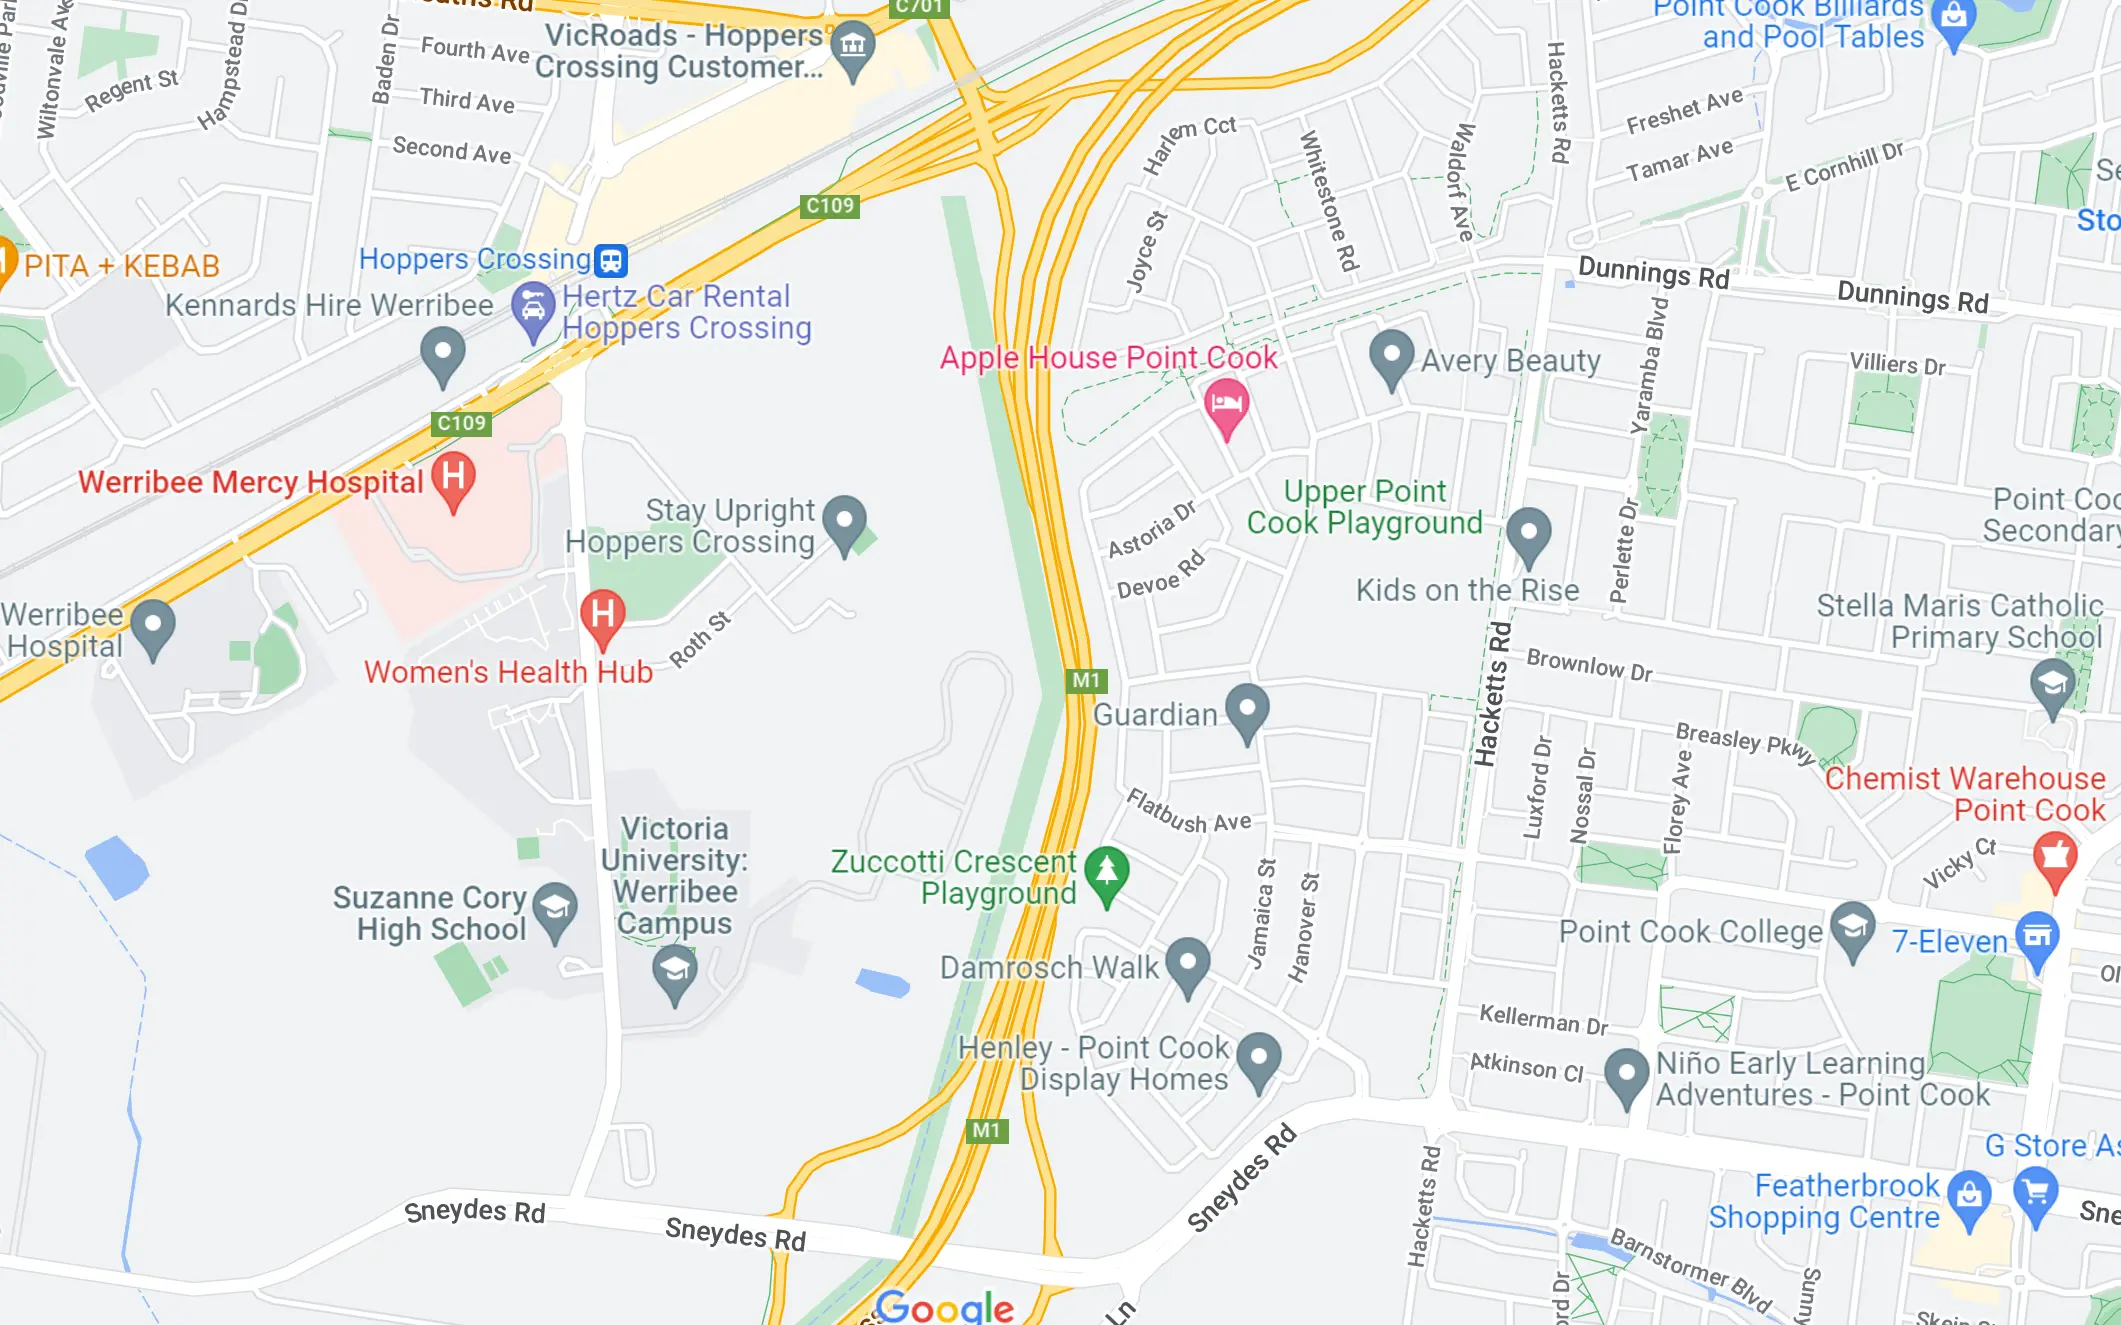 C701
Point Cook Billiards
and Pool Tables
VicRoads - Hoppers
Crossing Customer...
Fourth Ave
Third Ave
Second Ave
Baden Dr
Regent St
Hampstead Dr
Wiltonvale Ave
Harlem Cct
Whitestone Rd
Waldorf Ave
Hacketts Rd
Freshet Ave
Tamar Ave
E Cornhill Dr
C109
Joyce St
PITA + KEBAB
Hoppers Crossing
Kennards Hire Werribee
Hertz Car Rental
Hoppers Crossing
Dunnings Rd
Dunnings Rd
Yaramba Blvd
Villiers Dr
Apple House Point Cook
Avery Beauty
C109
Werribee Mercy Hospital
Stay Upright
Hoppers Crossing
Upper Point
Cook Playground
Astoria Dr
Devoe Rd
Perlette Dr
Kids on the Rise
Stella Maris Catholic
Primary School
Werribee
Hospital
Women's Health Hub
Roth St
M1
Guardian
Hacketts Rd
Brownlow Dr
Breasley Pkwy
Luxford Dr
Nossal Dr
Florey Ave
Chemist Warehouse
Point Cook
Flatbush Ave
Victoria
University:
Werribee
Campus
Zuccotti Crescent
Playground
Jamaica St
Hanover St
Vicky Ct
Suzanne Cory
High School
Point Cook College
7-Eleven
Damrosch Walk
Kellerman Dr
Atkinson Cl
Henley - Point Cook
Display Homes
Niño Early Learning
Adventures - Point Cook
M1
Sneydes Rd
Sneydes Rd
Sneydes Rd
Hacketts Rd
G Store As
Featherbrook
Shopping Centre
Barnstormer Blvd
Sunny
Google
Ln